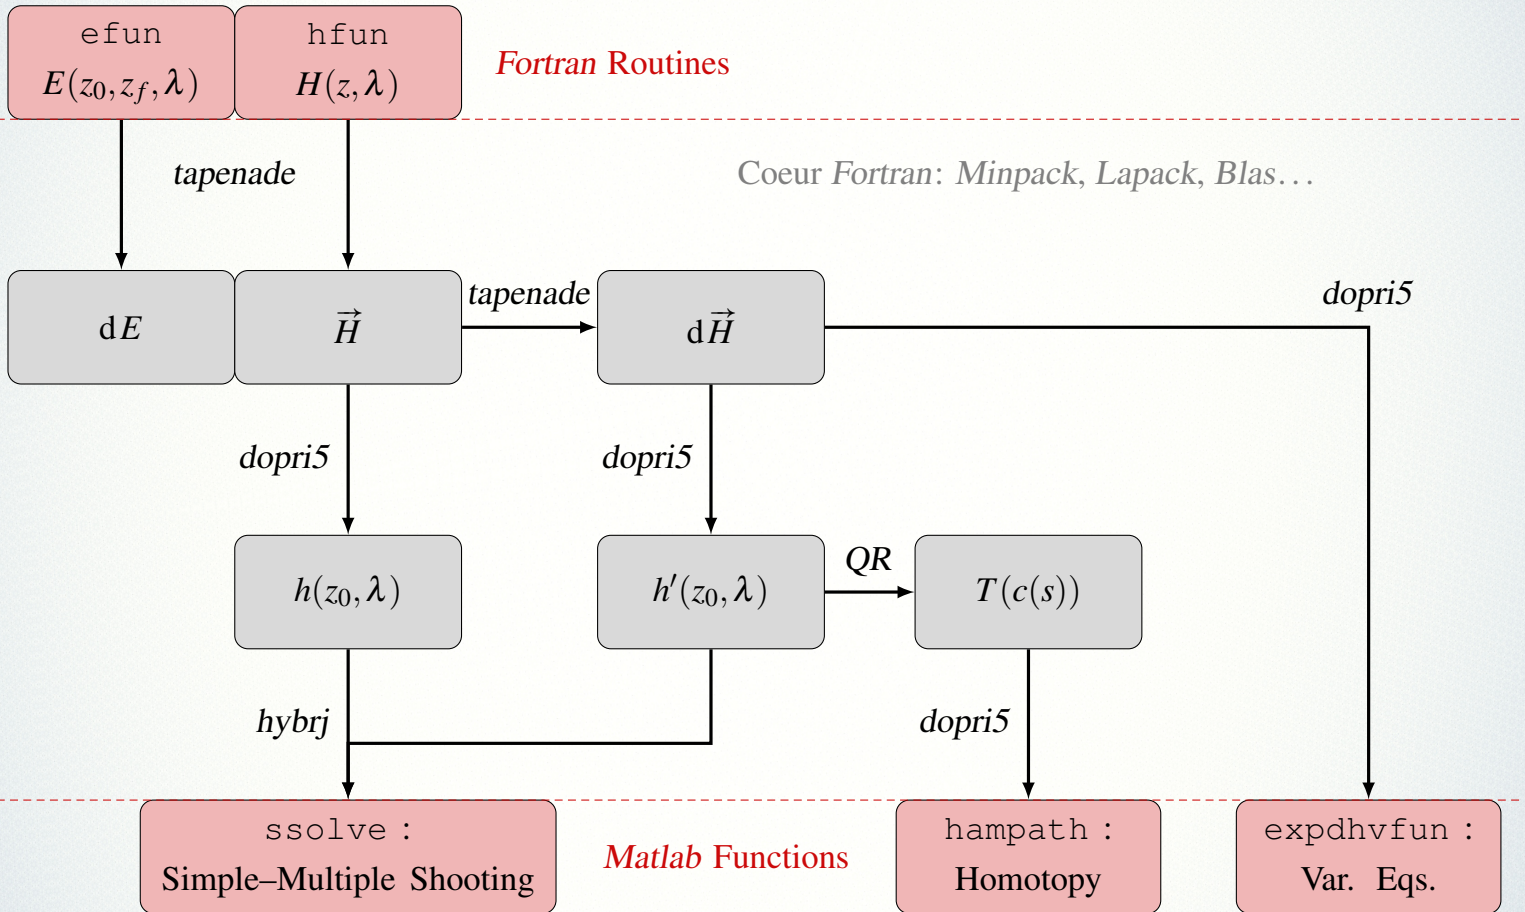 efun
E(z₀, z_f, λ)
hfun
H(z, λ)
Fortran Routines
tapenade
Coeur Fortran: Minpack, Lapack, Blas…
dE
H⃗
tapenade
dH⃗
dopri5
dopri5
dopri5
h(z₀, λ)
h′(z₀, λ)
QR
T(c(s))
hybrj
dopri5
ssolve :
Simple–Multiple Shooting
Matlab Functions
hampath :
Homotopy
expdhvfun :
Var. Eqs.